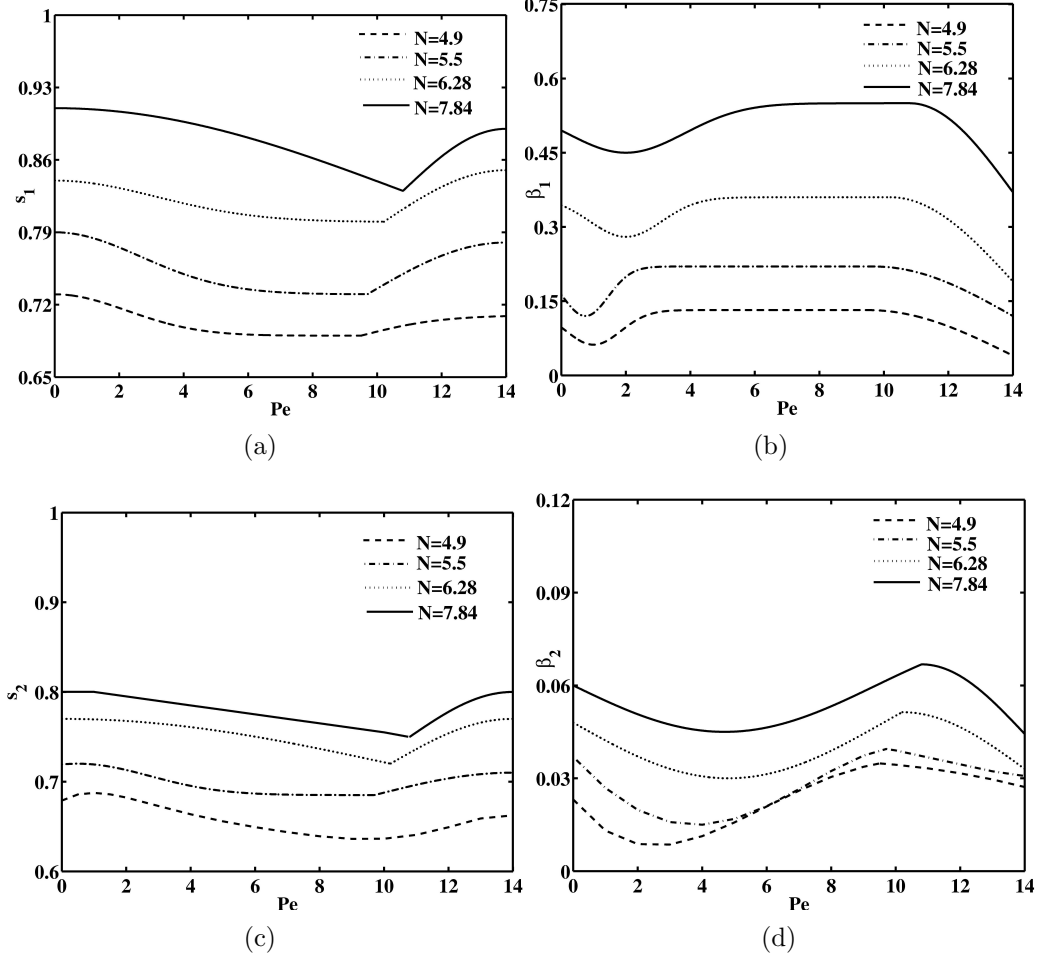 1
0.93
0.86
0.79
0.72
0.65
s1
0 2 4 6 8 10 12 14
Pe
N=4.9
N=5.5
N=6.28
N=7.84
(a)
0.75
0.6
0.45
0.3
0.15
0
β1
0 2 4 6 8 10 12 14
Pe
N=4.9
N=5.5
N=6.28
N=7.84
(b)
1
0.9
0.8
0.7
0.6
s2
0 2 4 6 8 10 12 14
Pe
N=4.9
N=5.5
N=6.28
N=7.84
(c)
0.12
0.09
0.06
0.03
0
β2
0 2 4 6 8 10 12 14
Pe
N=4.9
N=5.5
N=6.28
N=7.84
(d)